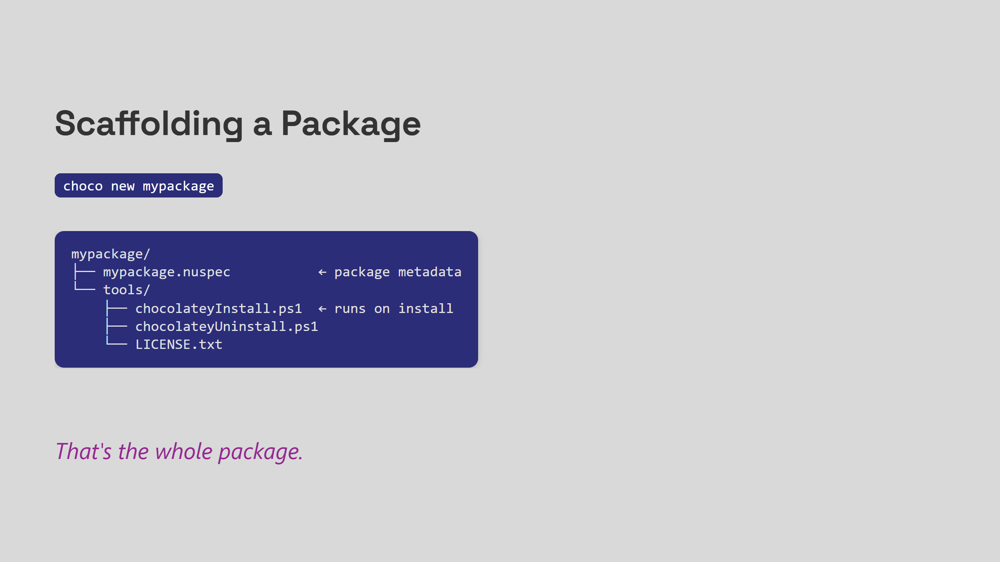 Scaffolding a Package
choco new mypackage
mypackage/
├── mypackage.nuspec           ← package metadata
└── tools/
    ├── chocolateyInstall.ps1  ← runs on install
    ├── chocolateyUninstall.ps1
    └── LICENSE.txt
That's the whole package.